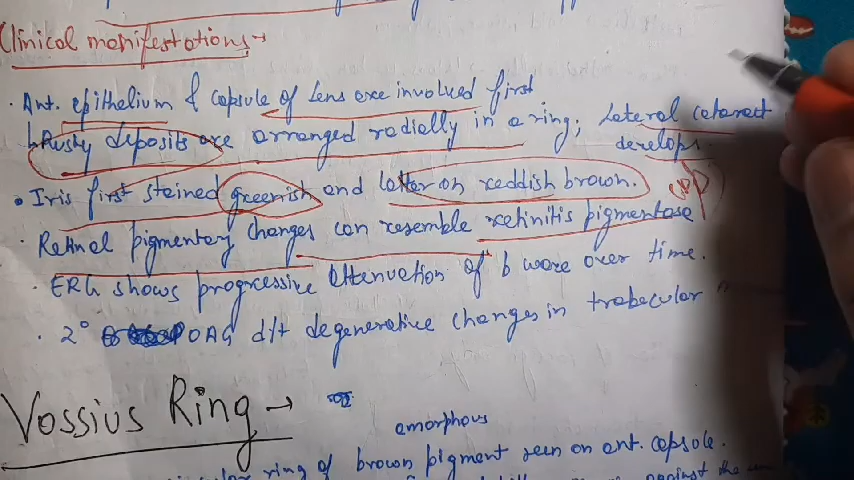 Clinical manifestations →
· Ant. epithelium & capsule of Lens are involved first
↳ Rusty deposits are arranged radially in a ring; Lateral cataract
develops.
• Iris first stained greenish and latter on reddish brown.
· Retinal pigmentary changes can resemble retinitis pigmentosa
· ERG shows progressive attenuation of b wave over time.
· 2° OAG d/t degenerative changes in trabecular
Vossius Ring →
amorphous
ring of brown pigment seen on ant. capsule.
against the